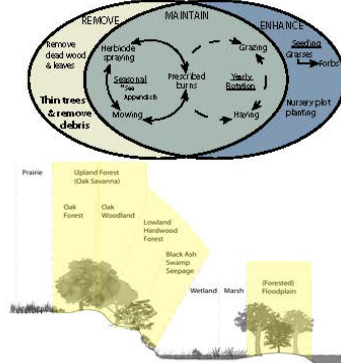 REMOVE
MAINTAIN
ENHANCE
Remove
dead wood
& leaves
Thin trees
& remove
debris
Herbicide
spraying
Seasonal
*See
Appendix B
Mowing
Prescribed
burns
Grazing
Yearly
Rotation
Haying
Seeding
Grasses
Forbs
Nursery plot
planting
Prairie
Upland Forest
(Oak Savanna)
Oak
Forest
Oak
Woodland
Lowland
Hardwood
Forest
Black Ash
Swamp
Seepage
Wetland
Marsh
(Forested)
Floodplain